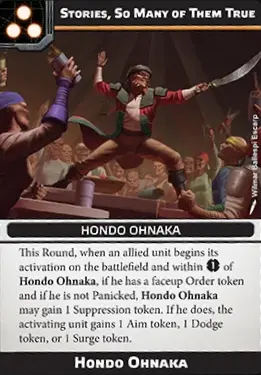 Stories, So Many of Them True
Wilmar Ballespi Escarp
HONDO OHNAKA
This Round, when an allied unit begins its
activation on the battlefield and within 1 of
Hondo Ohnaka, if he has a faceup Order token
and if he is not Panicked, Hondo Ohnaka
may gain 1 Suppression token. If he does, the
activating unit gains 1 Aim token, 1 Dodge
token, or 1 Surge token.
Hondo Ohnaka